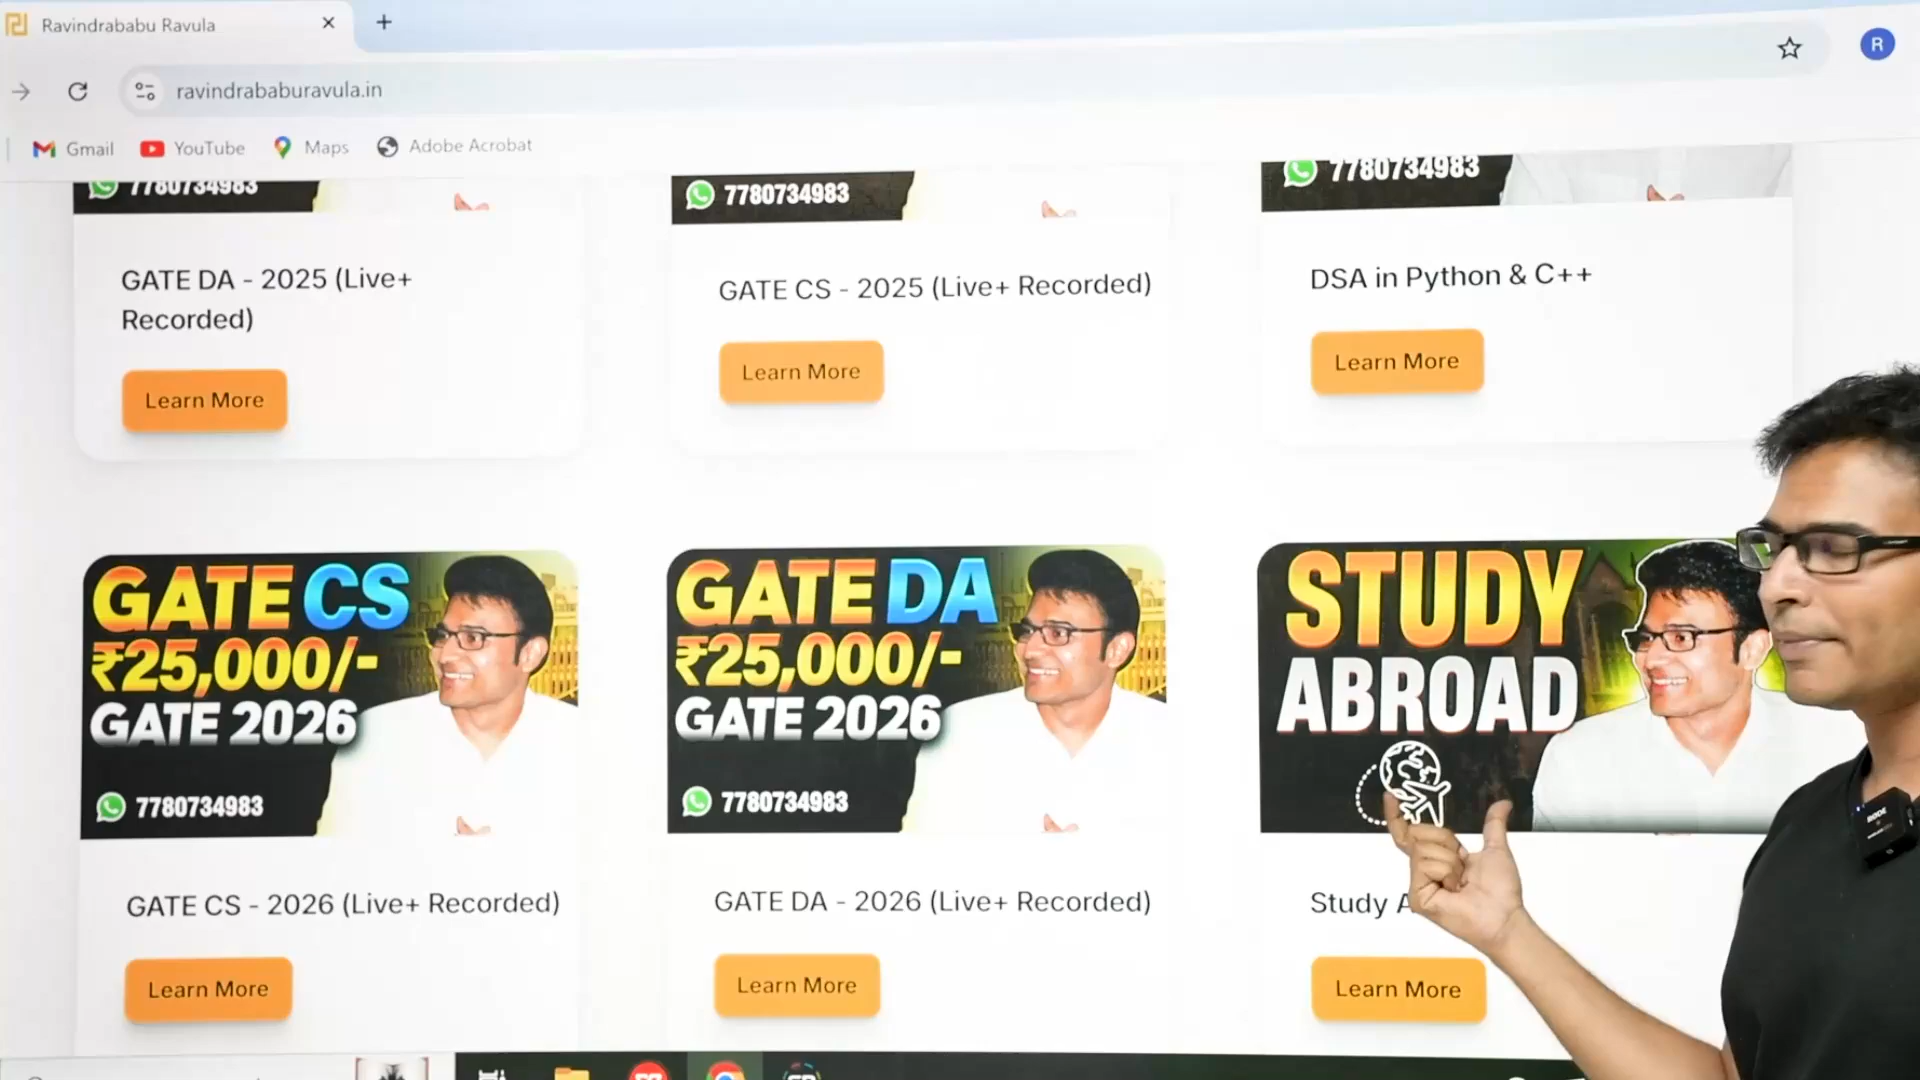 Ravindrababu Ravula
R
ravindrababuravula.in
Gmail YouTube Maps Adobe Acrobat
7780734983
7780734983
7780734983
GATE DA - 2025 (Live+
Recorded)
Learn More
GATE CS - 2025 (Live+ Recorded)
Learn More
DSA in Python & C++
Learn More
GATE CS
₹25,000/-
GATE 2026
7780734983
GATE CS - 2026 (Live+ Recorded)
Learn More
GATE DA
₹25,000/-
GATE 2026
7780734983
GATE DA - 2026 (Live+ Recorded)
Learn More
STUDY
ABROAD
Study
Learn More
RODE